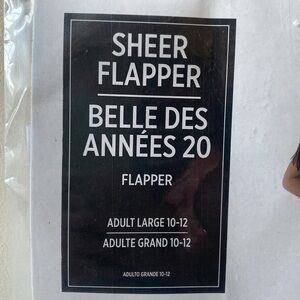 SHEER
FLAPPER
BELLE DES
ANNÉES 20
FLAPPER
ADULT LARGE 10-12
ADULTE GRAND 10-12
ADULTO GRANDE 10-12